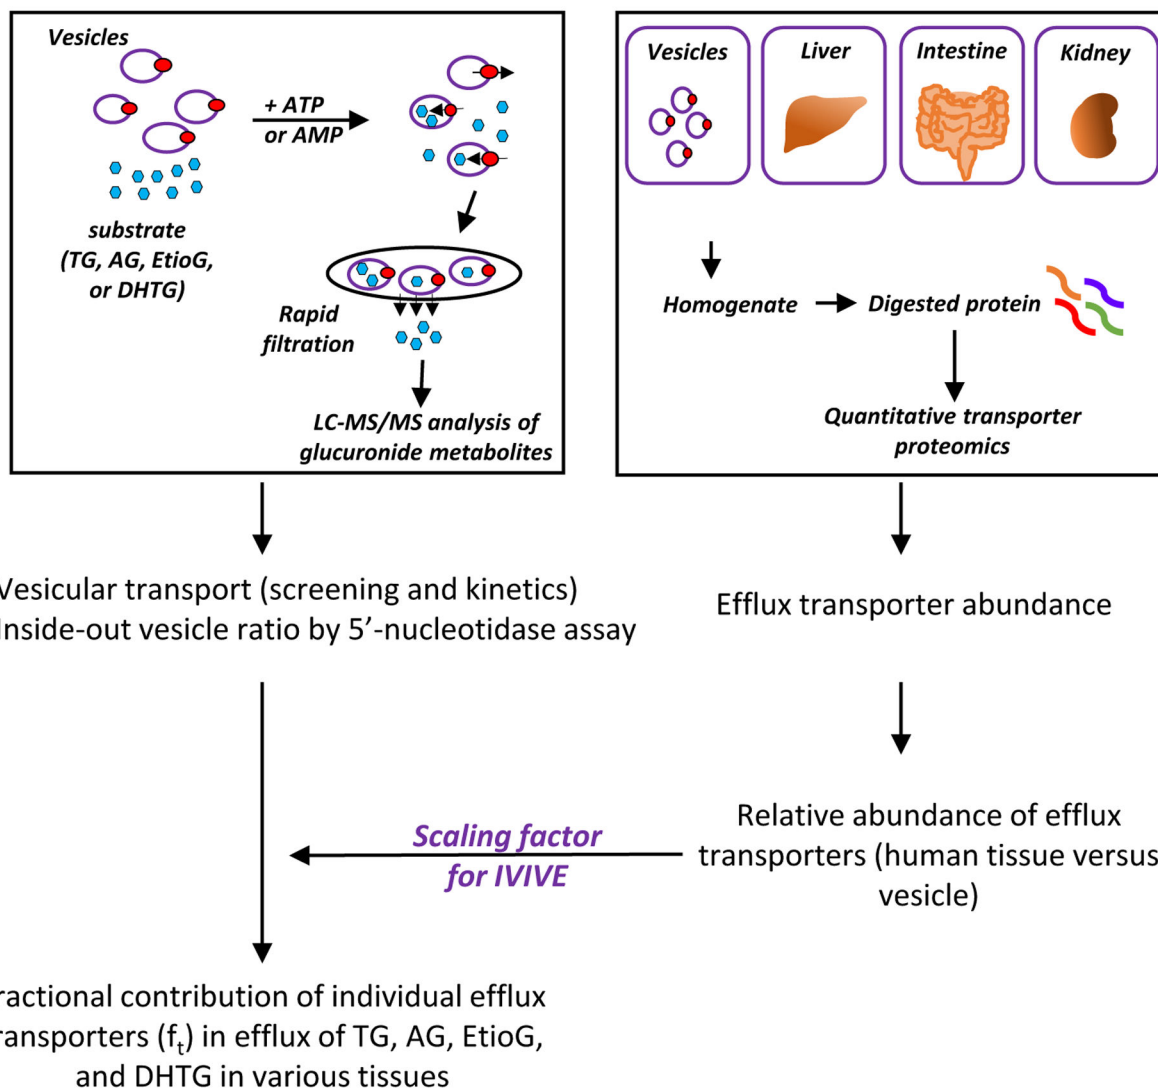 Vesicles
+ ATP
or AMP
substrate
(TG, AG, EtioG,
or DHTG)
Rapid
filtration
LC-MS/MS analysis of
glucuronide metabolites
Vesicles
Liver
Intestine
Kidney
Homogenate
Digested protein
Quantitative transporter
proteomics
Vesicular transport (screening and kinetics)
Inside-out vesicle ratio by 5’-nucleotidase assay
Efflux transporter abundance
Relative abundance of efflux
transporters (human tissue versus
vesicle)
Scaling factor
for IVIVE
ractional contribution of individual efflux
ransporters (ft) in efflux of TG, AG, EtioG,
and DHTG in various tissues